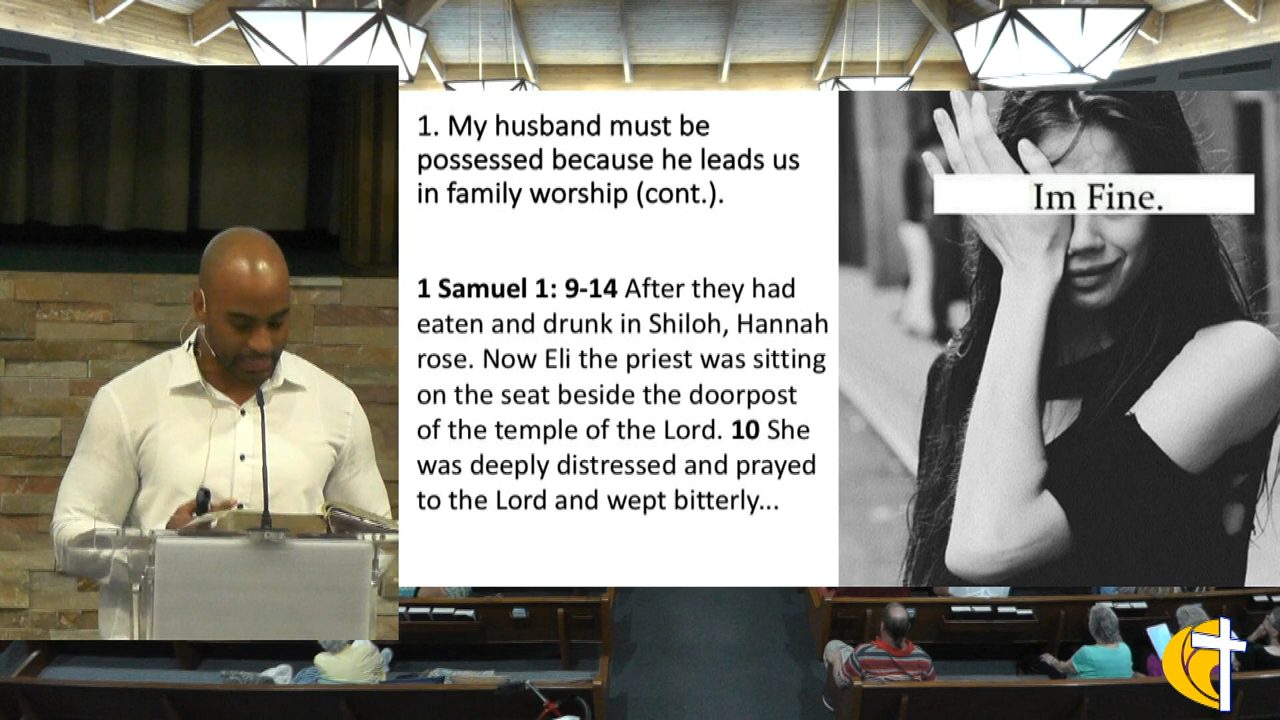 1. My husband must be
possessed because he leads us
in family worship (cont.).
1 Samuel 1: 9-14 After they had
eaten and drunk in Shiloh, Hannah
rose. Now Eli the priest was sitting
on the seat beside the doorpost
of the temple of the Lord. 10 She
was deeply distressed and prayed
to the Lord and wept bitterly...
Im Fine.